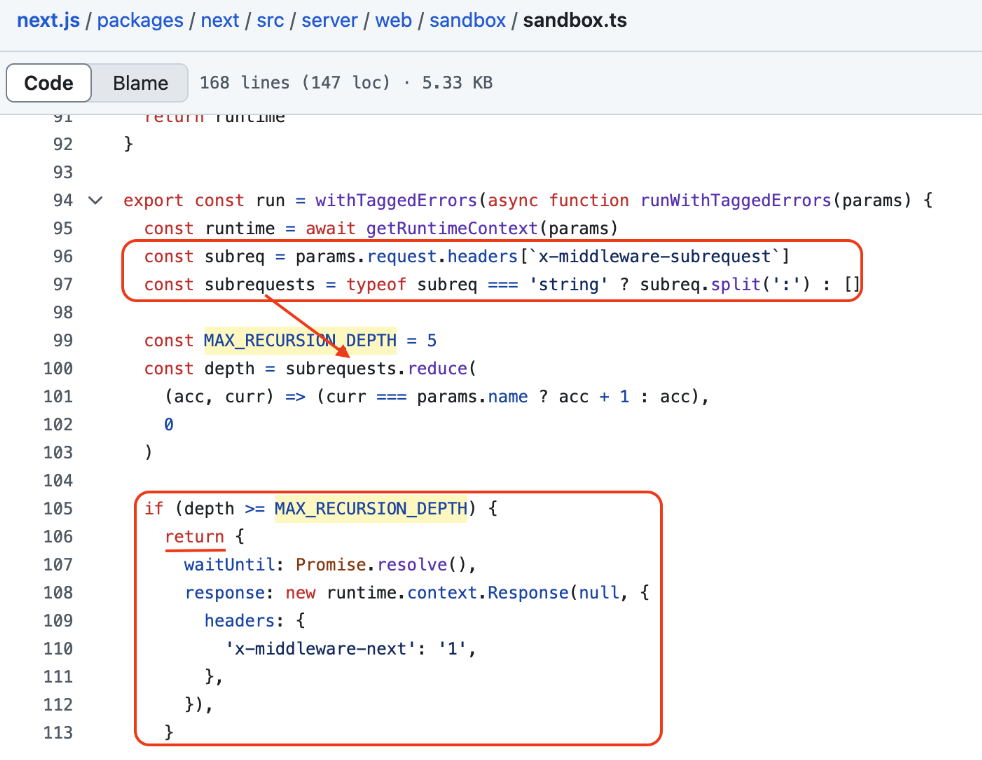 next.js / packages / next / src / server / web / sandbox / sandbox.ts
Code Blame 168 lines (147 loc) · 5.33 KB
91 return runtime
92 }
93
94 export const run = withTaggedErrors(async function runWithTaggedErrors(params) {
95 const runtime = await getRuntimeContext(params)
96 const subreq = params.request.headers[`x-middleware-subrequest`]
97 const subrequests = typeof subreq === 'string' ? subreq.split(':') : []
98
99 const MAX_RECURSION_DEPTH = 5
100 const depth = subrequests.reduce(
101 (acc, curr) => (curr === params.name ? acc + 1 : acc),
102 0
103 )
104
105 if (depth >= MAX_RECURSION_DEPTH) {
106 return {
107 waitUntil: Promise.resolve(),
108 response: new runtime.context.Response(null, {
109 headers: {
110 'x-middleware-next': '1',
111 },
112 }),
113 }